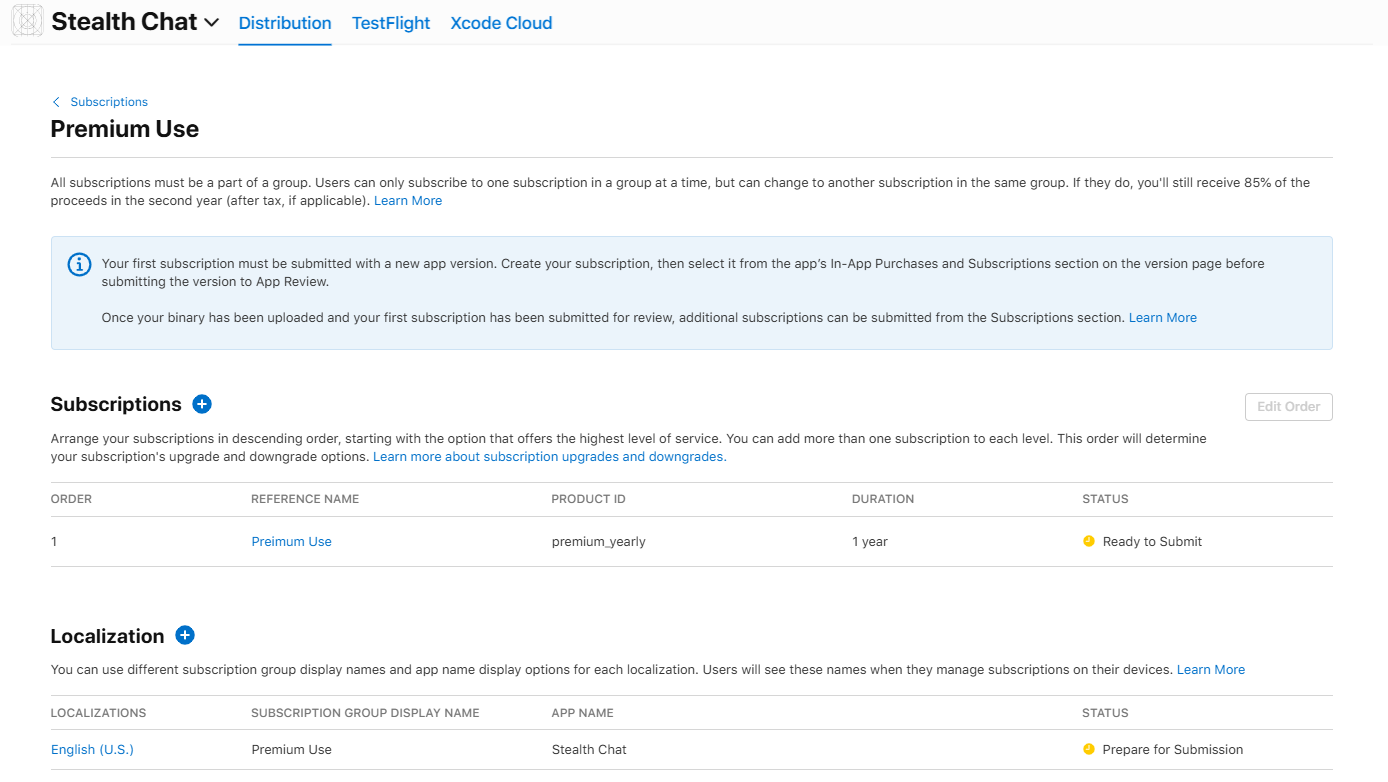 Stealth Chat Distribution TestFlight Xcode Cloud
Subscriptions
Premium Use
All subscriptions must be a part of a group. Users can only subscribe to one subscription in a group at a time, but can change to another subscription in the same group. If they do, you'll still receive 85% of the
proceeds in the second year (after tax, if applicable). Learn More
Your first subscription must be submitted with a new app version. Create your subscription, then select it from the app’s In-App Purchases and Subscriptions section on the version page before
submitting the version to App Review.
Once your binary has been uploaded and your first subscription has been submitted for review, additional subscriptions can be submitted from the Subscriptions section. Learn More
Subscriptions
Edit Order
Arrange your subscriptions in descending order, starting with the option that offers the highest level of service. You can add more than one subscription to each level. This order will determine
your subscription's upgrade and downgrade options. Learn more about subscription upgrades and downgrades.
ORDER REFERENCE NAME PRODUCT ID DURATION STATUS
1 Preimum Use premium_yearly 1 year Ready to Submit
Localization
You can use different subscription group display names and app name display options for each localization. Users will see these names when they manage subscriptions on their devices. Learn More
LOCALIZATIONS SUBSCRIPTION GROUP DISPLAY NAME APP NAME STATUS
English (U.S.) Premium Use Stealth Chat Prepare for Submission